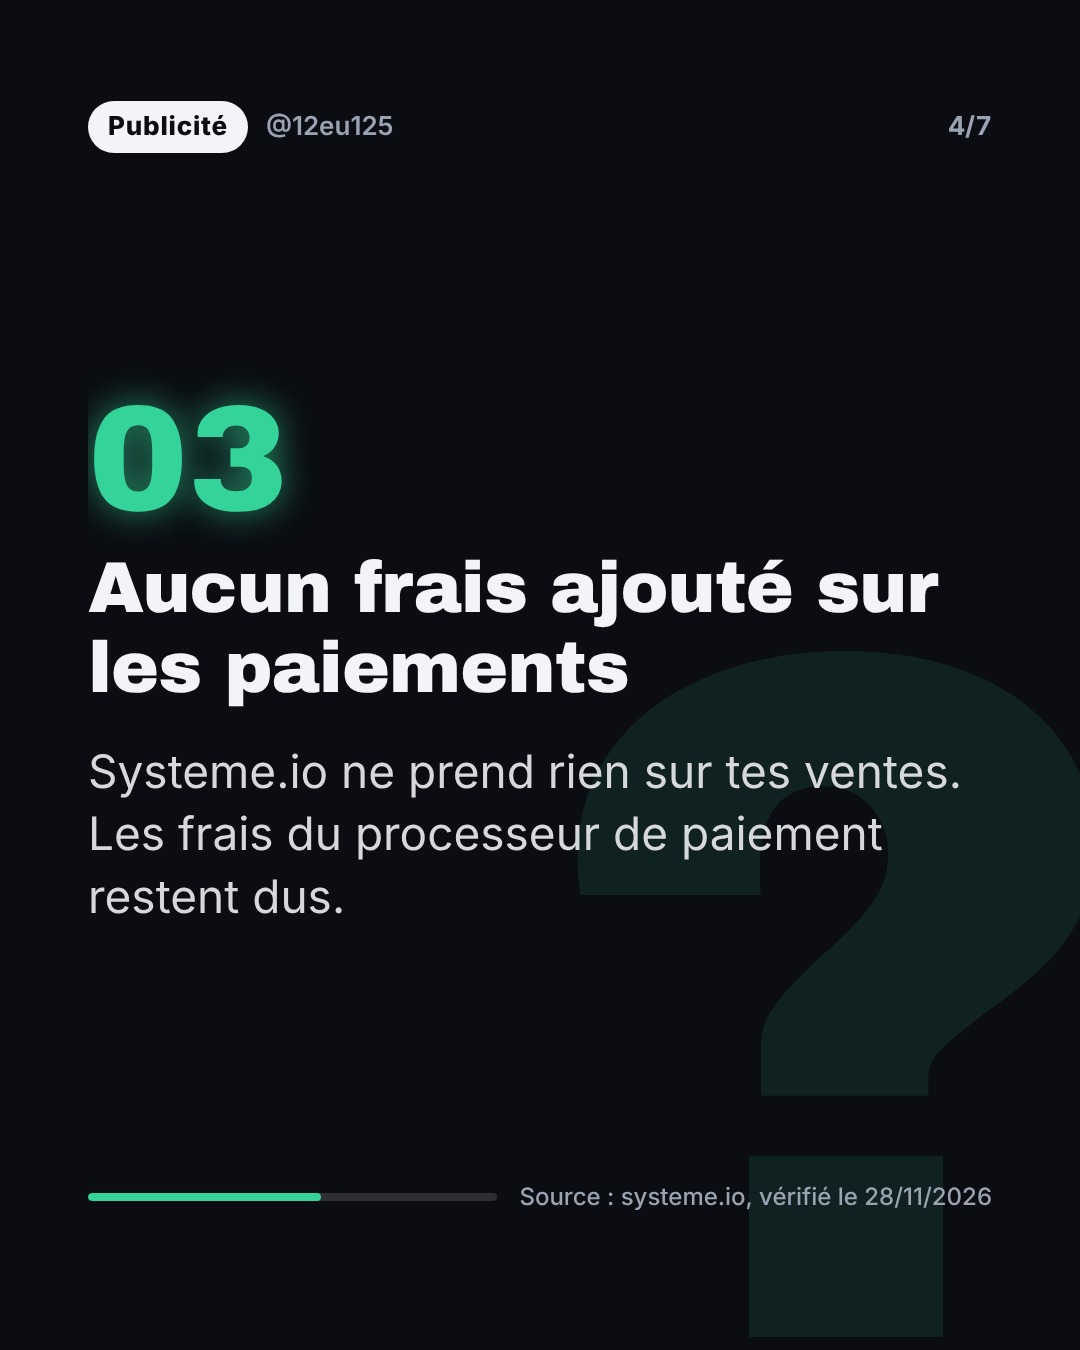 Publicité @12eu125 4/7
03
Aucun frais ajouté sur
les paiements
Systeme.io ne prend rien sur tes ventes.
Les frais du processeur de paiement
restent dus.
Source : systeme.io, vérifié le 28/11/2026
?